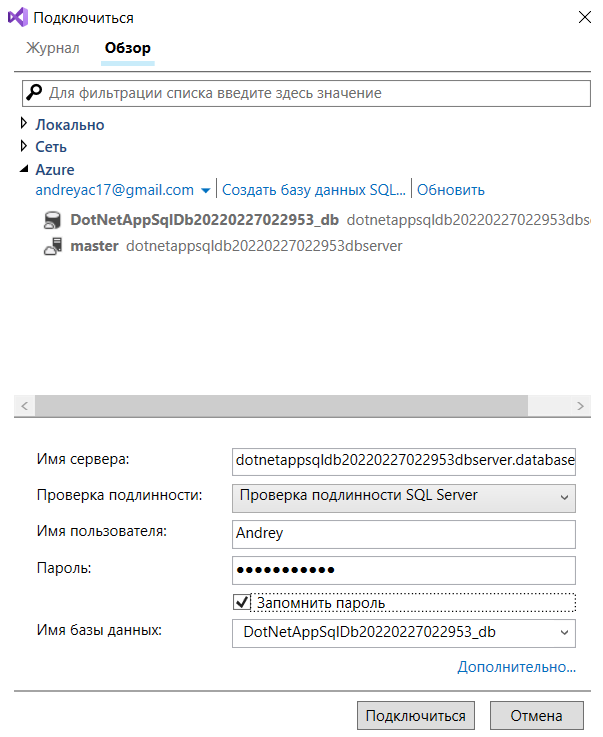 Подключиться
Журнал Обзор
Для фильтрации списка введите здесь значение
Локально
Сеть
Azure
andreyac17@gmail.com Создать базу данных SQL... Обновить
DotNetAppSqlDb20220227022953_db dotnetappsqldb20220227022953dbs
master dotnetappsqldb20220227022953dbserver
Имя сервера: dotnetappsqldb20220227022953dbserver.database
Проверка подлинности: Проверка подлинности SQL Server
Имя пользователя: Andrey
Пароль: ●●●●●●●●●●●
Запомнить пароль
Имя базы данных: DotNetAppSqlDb20220227022953_db
Дополнительно...
Подключиться Отмена